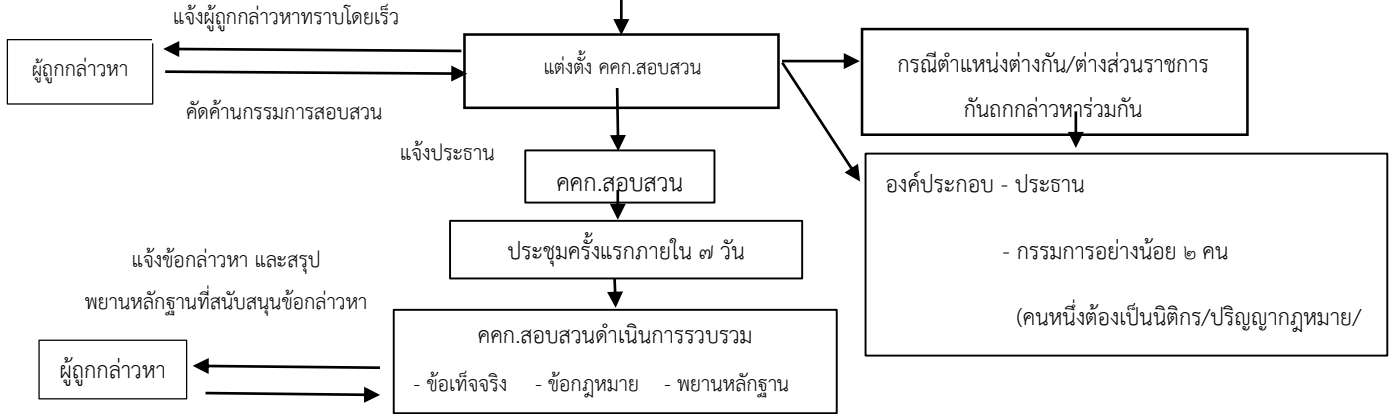 แจ้งผู้ถูกกล่าวหาทราบโดยเร็ว
ผู้ถูกกล่าวหา
แต่งตั้ง คคก.สอบสวน
กรณีตำแหน่งต่างกัน/ต่างส่วนราชการ
กันถกกล่าวหาร่วมกัน
คัดค้านกรรมการสอบสวน
แจ้งประธาน
คคก.สอบสวน
องค์ประกอบ - ประธาน
- กรรมการอย่างน้อย ๒ คน
(คนหนึ่งต้องเป็นนิติกร/ปริญญากฎหมาย/
ประชุมครั้งแรกภายใน ๗ วัน
แจ้งข้อกล่าวหา และสรุป
พยานหลักฐานที่สนับสนุนข้อกล่าวหา
คคก.สอบสวนดำเนินการรวบรวม
- ข้อเท็จจริง - ข้อกฎหมาย - พยานหลักฐาน
ผู้ถูกกล่าวหา